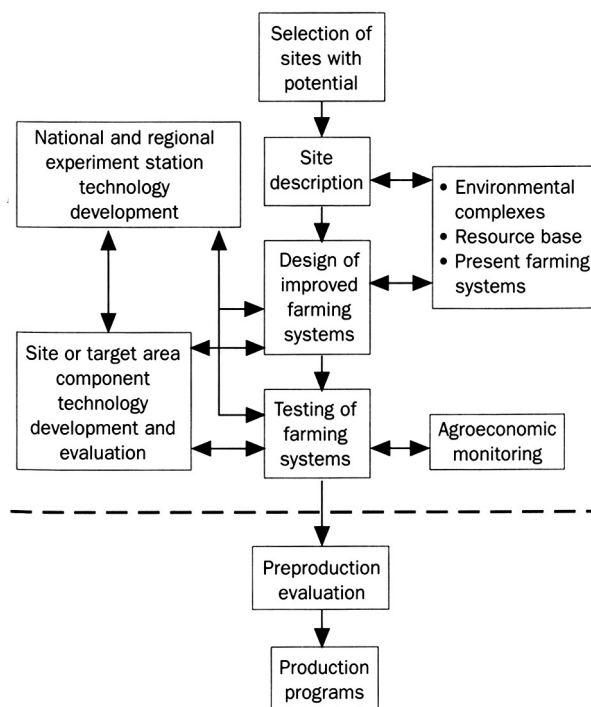 Selection of
sites with
potential
National and regional
experiment station
technology
development
Site
description
• Environmental
complexes
• Resource base
• Present farming
systems
Design of
improved
farming
systems
Site or target area
component
technology
development and
evaluation
Testing of
farming
systems
Agroeconomic
monitoring
Preproduction
evaluation
Production
programs